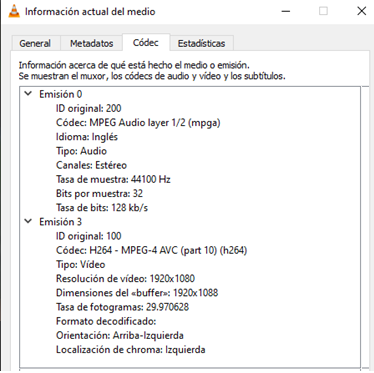 Información actual del medio
General
Metadatos
Códec
Estadísticas
Información acerca de qué está hecho el medio o emisión.
Se muestran el muxor, los códecs de audio y vídeo y los subtítulos.
Emisión 0
ID original: 200
Códec: MPEG Audio layer 1/2 (mpga)
Idioma: Inglés
Tipo: Audio
Canales: Estéreo
Tasa de muestra: 44100 Hz
Bits por muestra: 32
Tasa de bits: 128 kb/s
Emisión 3
ID original: 100
Códec: H264 - MPEG-4 AVC (part 10) (h264)
Tipo: Vídeo
Resolución de vídeo: 1920x1080
Dimensiones del «buffer»: 1920x1088
Tasa de fotogramas: 29.970628
Formato decodificado:
Orientación: Arriba-Izquierda
Localización de chroma: Izquierda